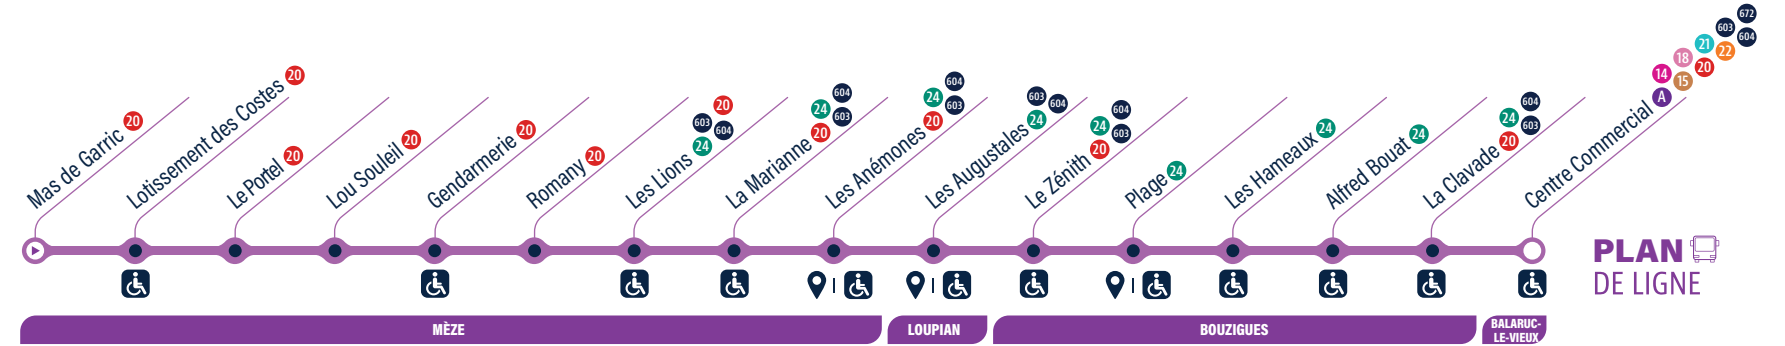 Mas de Garric 20
Lotissement des Costes 20
Le Portel 20
Lou Souleil 20
Gendarmerie 20
Romany 20
Les Lions 24 603 604 20
La Marianne 20 24 603 604
Les Anémones 20 24 603 604
Les Augustales 24 603 604
Le Zénith 20 24 603 604
Plage 24
Les Hameaux 24
Alfred Bouat 24
La Clavade 20 24 603 604
Centre Commercial A 14 15 18 20 21 22 603 604 672
PLAN
DE LIGNE
MÈZE
LOUPIAN
BOUZIGUES
BALARUC-
LE-VIEUX